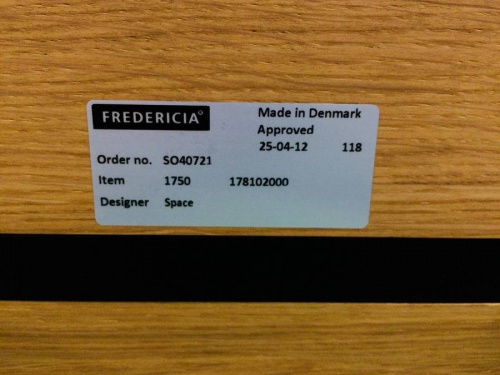 FREDERICIA®
Made in Denmark
Approved
25-04-12 118
Order no. SO40721
Item 1750 178102000
Designer Space